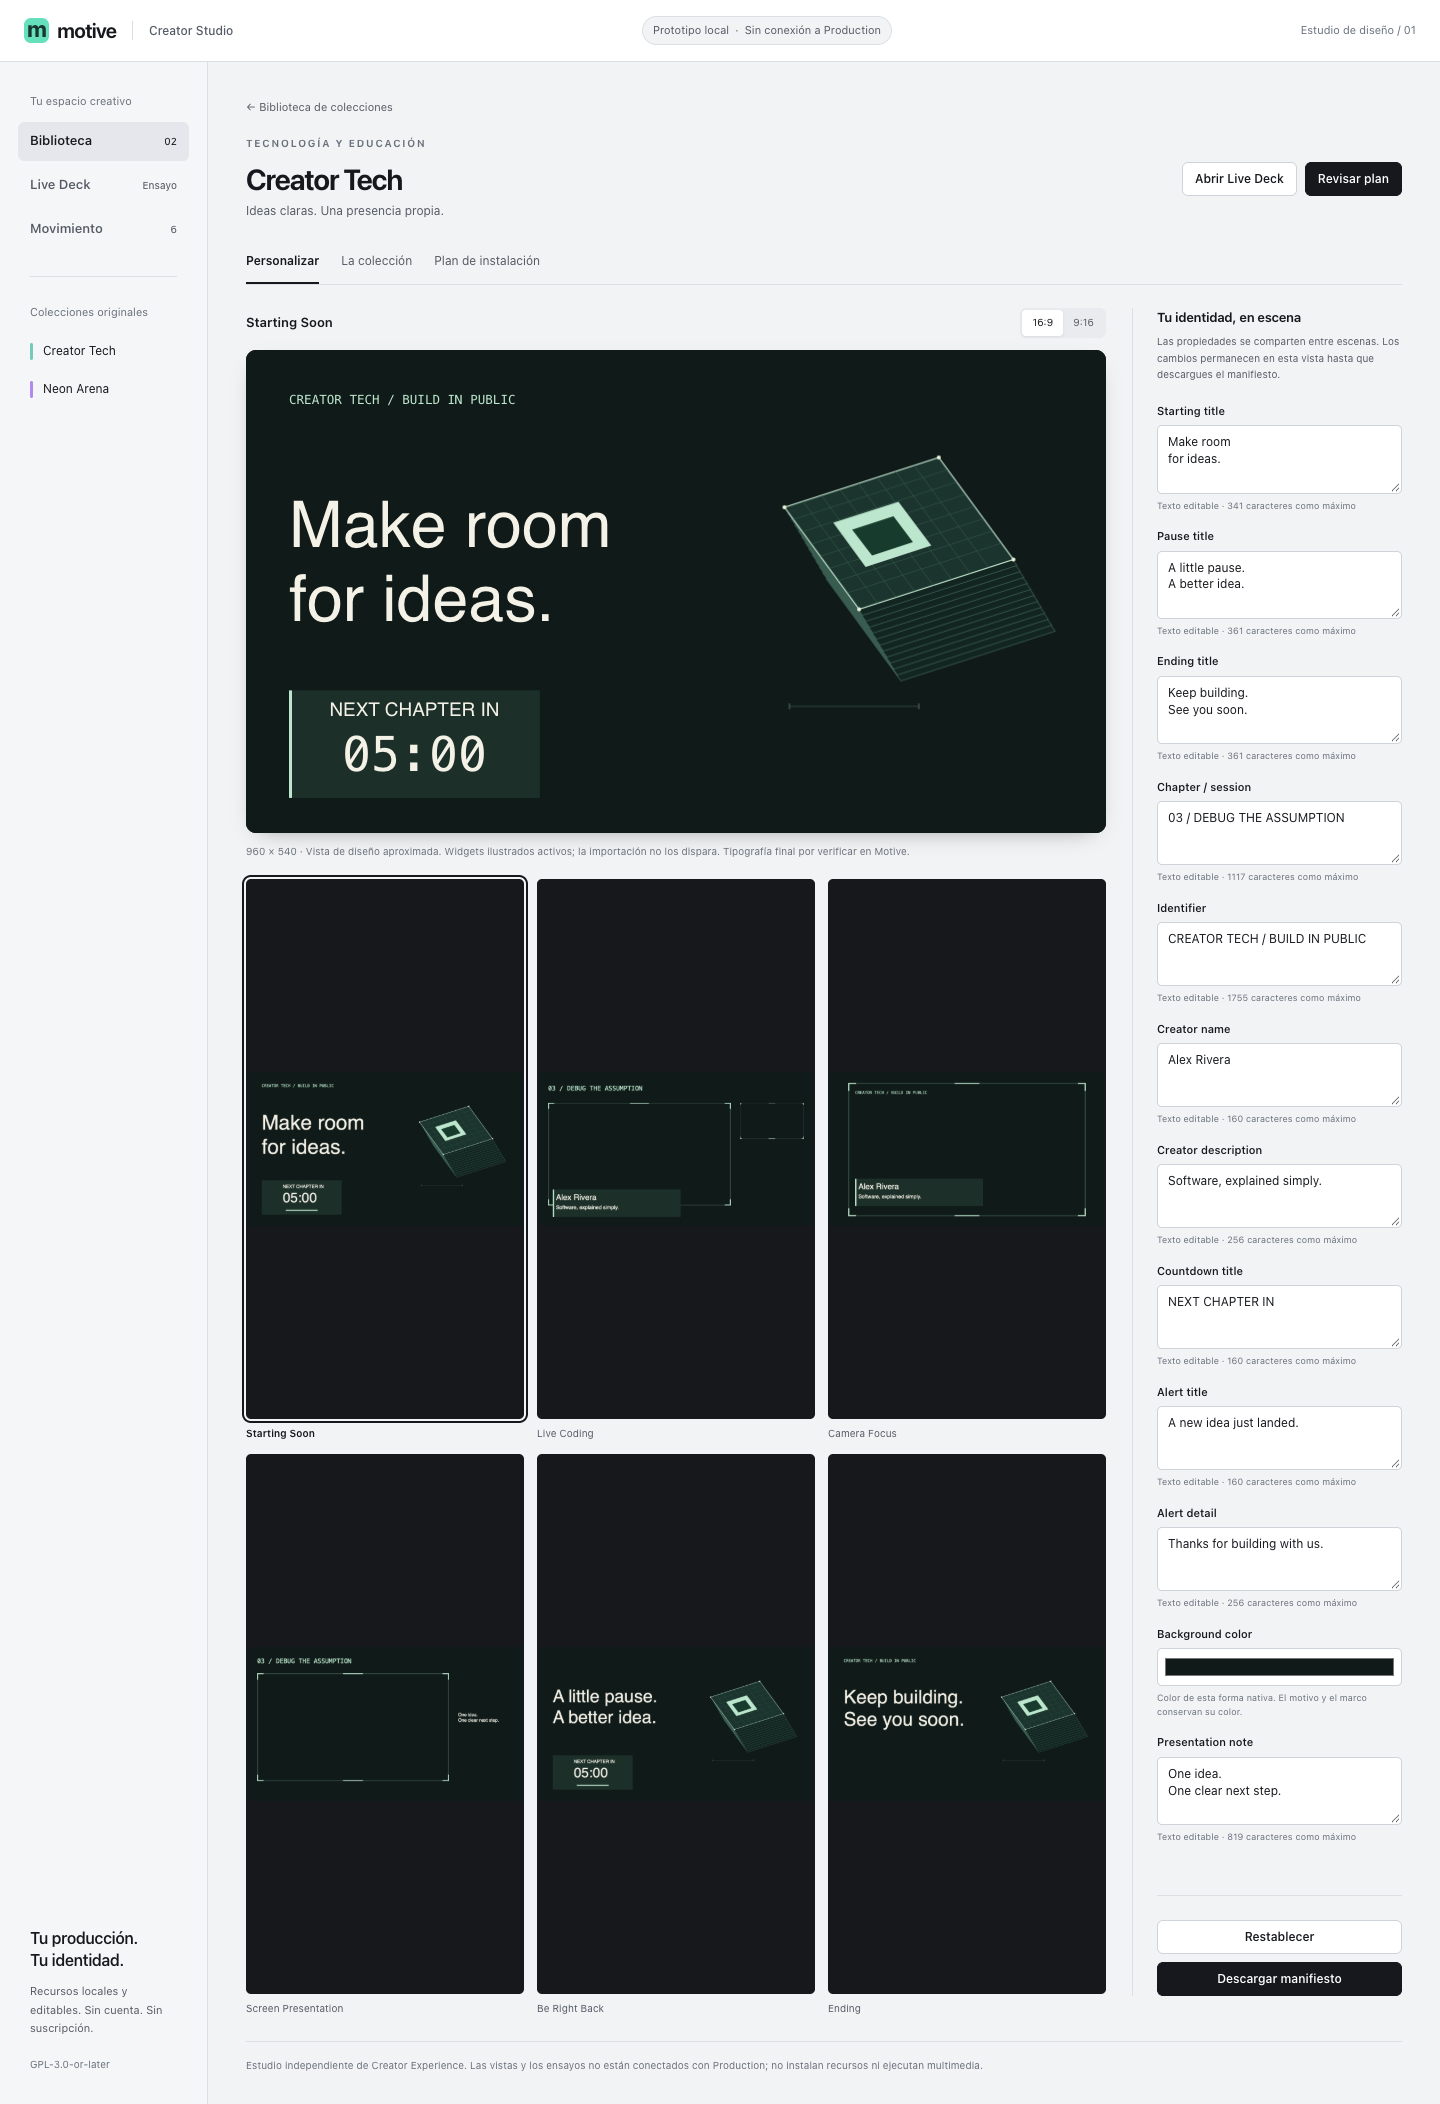 m motive
Creator Studio
Prototipo local · Sin conexión a Production
Estudio de diseño / 01
Tu espacio creativo
Biblioteca 02
Live Deck Ensayo
Movimiento 6
Colecciones originales
Creator Tech
Neon Arena
Tu producción.
Tu identidad.
Recursos locales y
editables. Sin cuenta. Sin
suscripción.
GPL-3.0-or-later
← Biblioteca de colecciones
TECNOLOGÍA Y EDUCACIÓN
Creator Tech
Ideas claras. Una presencia propia.
Abrir Live Deck
Revisar plan
Personalizar
La colección
Plan de instalación
Starting Soon
16:9
9:16
CREATOR TECH / BUILD IN PUBLIC
Make room
for ideas.
NEXT CHAPTER IN
05:00
960 × 540 · Vista de diseño aproximada. Widgets ilustrados activos; la importación no los dispara. Tipografía final por verificar en Motive.
CREATOR TECH / BUILD IN PUBLIC
Make room
for ideas.
NEXT CHAPTER IN
05:00
Starting Soon
03 / DEBUG THE ASSUMPTION
Alex Rivera
Software, explained simply.
Live Coding
CREATOR TECH / BUILD IN PUBLIC
Alex Rivera
Software, explained simply.
Camera Focus
03 / DEBUG THE ASSUMPTION
One idea.
One clear next step.
Screen Presentation
A little pause.
A better idea.
NEXT CHAPTER IN
05:00
Be Right Back
CREATOR TECH / BUILD IN PUBLIC
Keep building.
See you soon.
Ending
Tu identidad, en escena
Las propiedades se comparten entre escenas. Los
cambios permanecen en esta vista hasta que
descargues el manifiesto.
Starting title
Make room
for ideas.
Texto editable · 341 caracteres como máximo
Pause title
A little pause.
A better idea.
Texto editable · 361 caracteres como máximo
Ending title
Keep building.
See you soon.
Texto editable · 361 caracteres como máximo
Chapter / session
03 / DEBUG THE ASSUMPTION
Texto editable · 1117 caracteres como máximo
Identifier
CREATOR TECH / BUILD IN PUBLIC
Texto editable · 1755 caracteres como máximo
Creator name
Alex Rivera
Texto editable · 160 caracteres como máximo
Creator description
Software, explained simply.
Texto editable · 256 caracteres como máximo
Countdown title
NEXT CHAPTER IN
Texto editable · 160 caracteres como máximo
Alert title
A new idea just landed.
Texto editable · 160 caracteres como máximo
Alert detail
Thanks for building with us.
Texto editable · 256 caracteres como máximo
Background color
Color de esta forma nativa. El motivo y el marco
conservan su color.
Presentation note
One idea.
One clear next step.
Texto editable · 819 caracteres como máximo
Restablecer
Descargar manifiesto
Estudio independiente de Creator Experience. Las vistas y los ensayos no están conectados con Production; no instalan recursos ni ejecutan multimedia.